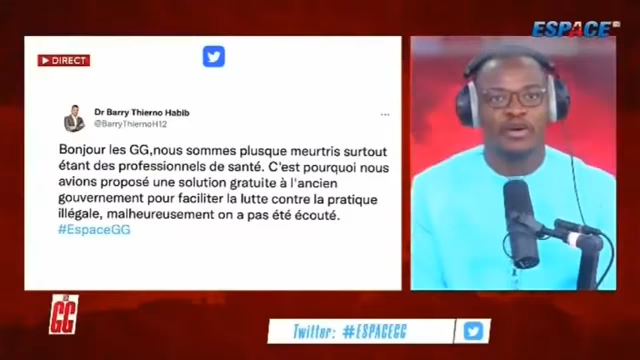 ESPACE
DIRECT
Dr Barry Thierno Habib
@BarryThiernoH12
Bonjour les GG,nous sommes plusque meurtris surtout
étant des professionnels de santé. C'est pourquoi nous
avions proposé une solution gratuite à l'ancien
gouvernement pour faciliter la lutte contre la pratique
illégale, malheureusement on a pas été écouté.
#EspaceGG
GG
Twitter: #ESPACEGG